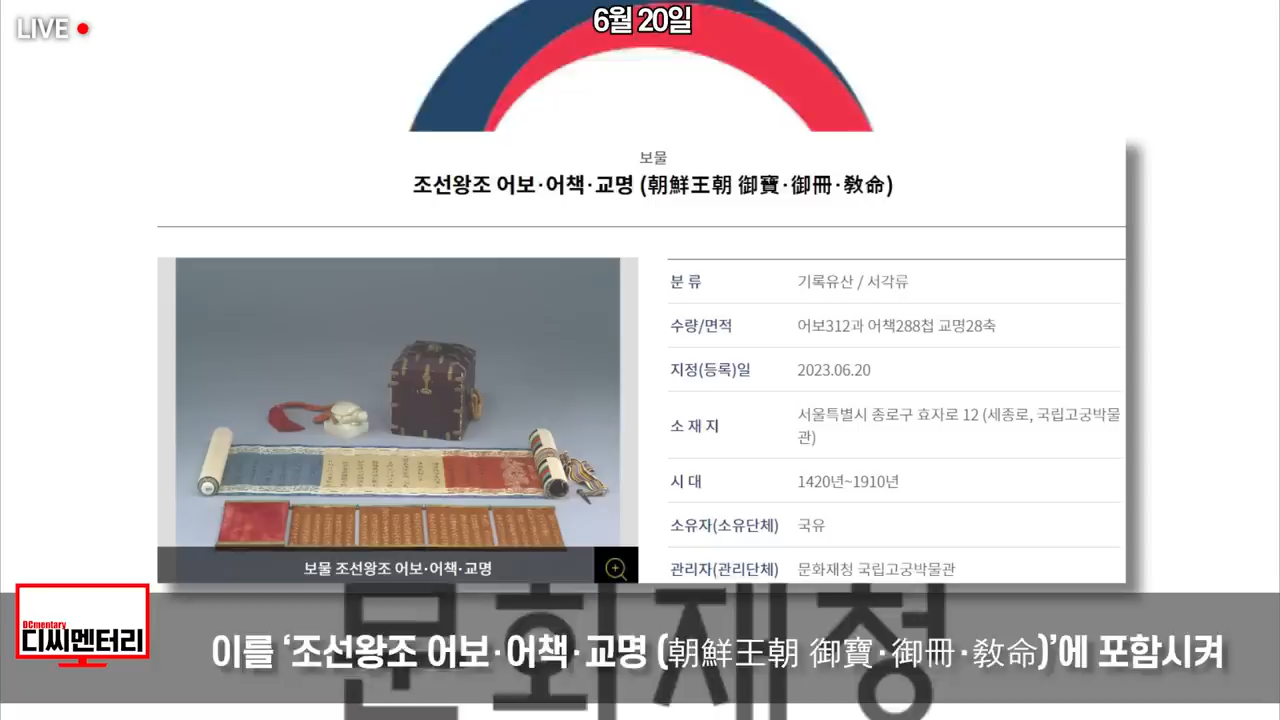 LIVE
6월 20일
보물
조선왕조 어보·어책·교명 (朝鮮王朝 御寶·御冊·敎命)
분 류
기록유산 / 서각류
수량/면적
어보312과 어책288첩 교명28축
지정(등록)일
2023.06.20
소 재 지
서울특별시 종로구 효자로 12 (세종로, 국립고궁박물
관)
시 대
1420년~1910년
소유자(소유단체)
국유
관리자(관리단체)
문화재청 국립고궁박물관
보물 조선왕조 어보·어책·교명
문화재청
DCmentary
디씨멘터리
이를 ‘조선왕조 어보·어책·교명 (朝鮮王朝 御寶·御冊·敎命)’에 포함시켜